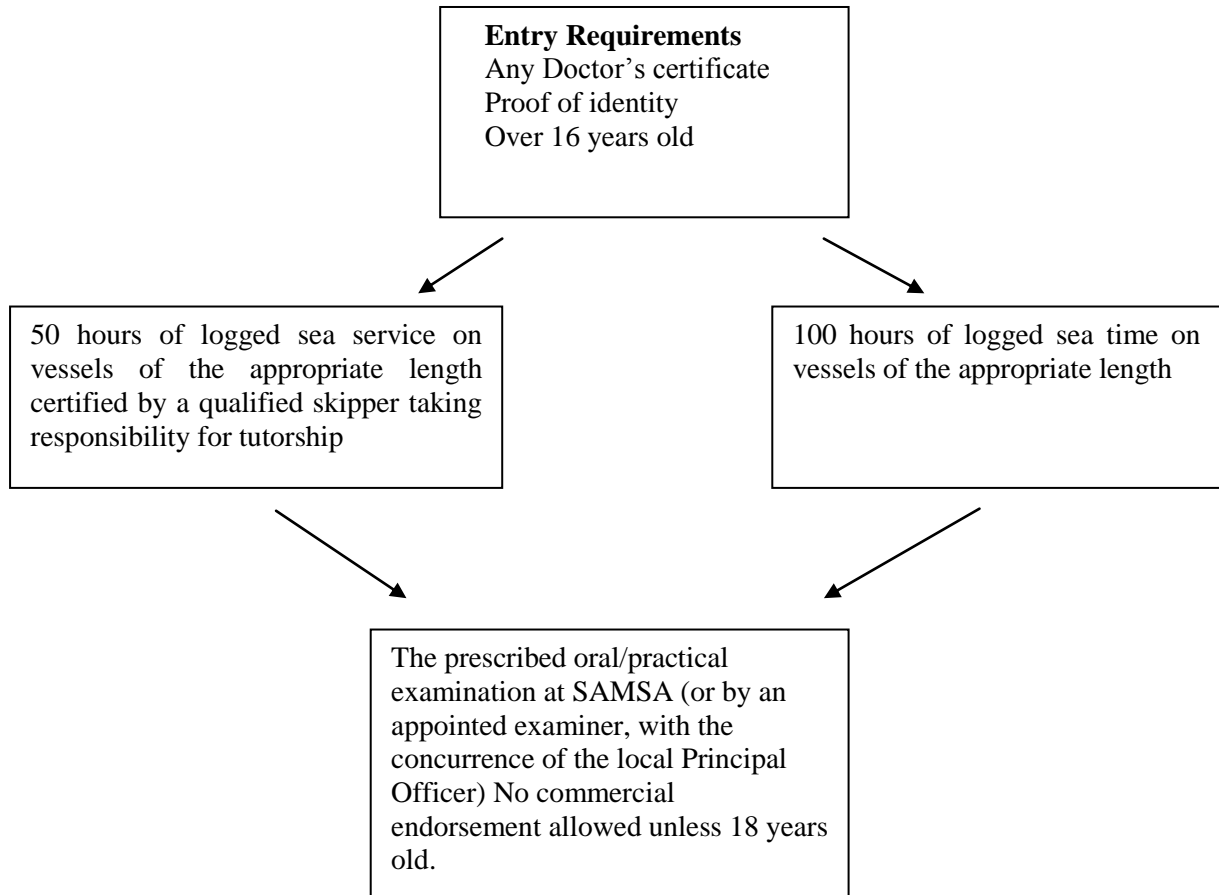 Entry Requirements
Any Doctor’s certificate
Proof of identity
Over 16 years old
50 hours of logged sea service on
vessels of the appropriate length
certified by a qualified skipper taking
responsibility for tutorship
100 hours of logged sea time on
vessels of the appropriate length
The prescribed oral/practical
examination at SAMSA (or by an
appointed examiner, with the
concurrence of the local Principal
Officer) No commercial
endorsement allowed unless 18 years
old.